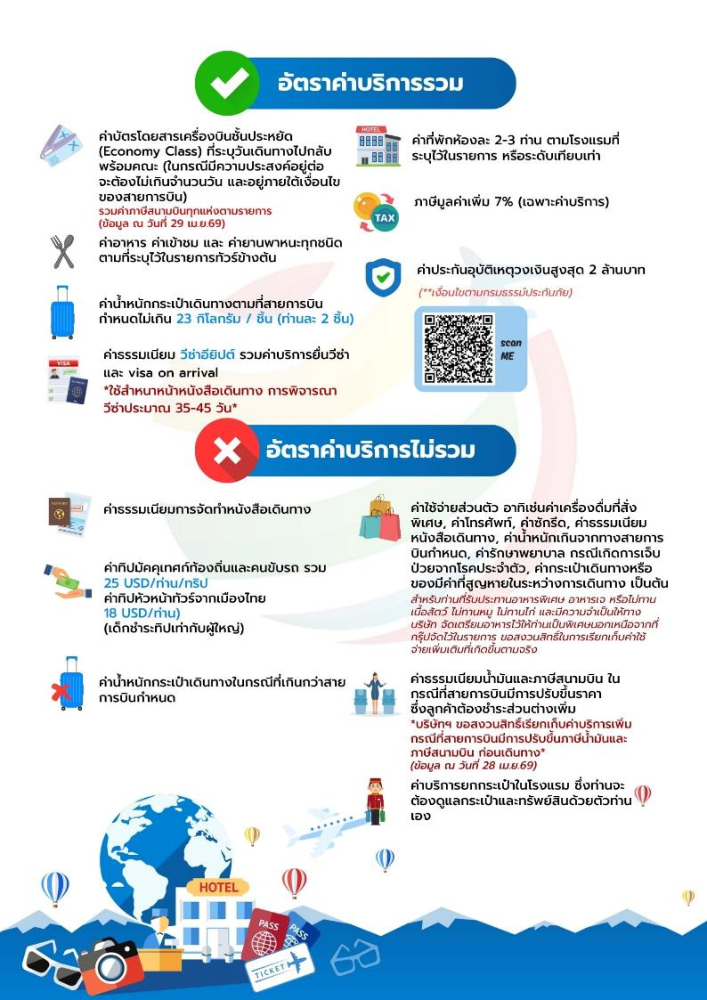 อัตราค่าบริการรวม
ค่าบัตรโดยสารเครื่องบินชั้นประหยัด
(Economy Class) ที่ระบุวันเดินทางไปกลับ
พร้อมคณะ (ในกรณีมีความประสงค์อยู่ต่อ
จะต้องไม่เกินจำนวนวัน และอยู่ภายใต้เงื่อนไข
ของสายการบิน)
รวมค่าภาษีสนามบินทุกแห่งตามรายการ
(ข้อมูล ณ วันที่ 29 เม.ย.69)
ค่าอาหาร ค่าเข้าชม และ ค่ายานพาหนะทุกชนิด
ตามที่ระบุไว้ในรายการทัวร์ข้างต้น
ค่าน้ำหนักกระเป๋าเดินทางตามที่สายการบิน
กำหนดไม่เกิน 23 กิโลกรัม / ชิ้น (ท่านละ 2 ชิ้น)
VISA
ค่าธรรมเนียม วีซ่าอียิปต์ รวมค่าบริการยื่นวีซ่า
และ visa on arrival
*ใช้สำหนาหน้าหนังสือเดินทาง การพิจารณา
วีซ่าประมาณ 35-45 วัน*
HOTEL
ค่าที่พักห้องละ 2-3 ท่าน ตามโรงแรมที่
ระบุไว้ในรายการ หรือระดับเทียบเท่า
TAX
ภาษีมูลค่าเพิ่ม 7% (เฉพาะค่าบริการ)
ค่าประกันอุบัติเหตุวงเงินสูงสุด 2 ล้านบาท
(**เงื่อนไขตามกรมธรรม์ประกันภัย)
scan
ME
อัตราค่าบริการไม่รวม
ค่าธรรมเนียมการจัดทำหนังสือเดินทาง
ค่าทิปมัคคุเทศก์ท้องถิ่นและคนขับรถ รวม
25 USD/ท่าน/ทริป
ค่าทิปหัวหน้าทัวร์จากเมืองไทย
18 USD/ท่าน)
(เด็กชำระทิปเท่ากับผู้ใหญ่)
ค่าน้ำหนักกระเป๋าเดินทางในกรณีที่เกินกว่าสาย
การบินกำหนด
ค่าใช้จ่ายส่วนตัว อาทิเช่นค่าเครื่องดื่มที่สั่ง
พิเศษ, ค่าโทรศัพท์, ค่าซักรีด, ค่าธรรมเนียม
หนังสือเดินทาง, ค่าน้ำหนักเกินจากทางสายการ
บินกำหนด, ค่ารักษาพยาบาล กรณีเกิดการเจ็บ
ป่วยจากโรคประจำตัว, ค่ากระเป๋าเดินทางหรือ
ของมีค่าที่สูญหายในระหว่างการเดินทาง เป็นต้น
สำหรับท่านที่รับประทานอาหารพิเศษ อาหารเจ หรือไม่ทาน
เนื้อสัตว์ ไม่ทานหมู ไม่ทานไก่ และมีความจำเป็นให้ทาง
บริษัท จัดเตรียมอาหารไว้ให้ท่านเป็นพิเศษนอกเหนือจากที่
กรุ๊ปจัดไว้ในรายการ ขอสงวนสิทธิ์ในการเรียกเก็บค่าใช้
จ่ายเพิ่มเติมที่เกิดขึ้นตามจริง
ค่าธรรมเนียมน้ำมันและภาษีสนามบิน ใน
กรณีที่สายการบินมีการปรับขึ้นราคา
ซึ่งลูกค้าต้องชำระส่วนต่างเพิ่ม
*บริษัทฯ ขอสงวนสิทธิ์เรียกเก็บค่าบริการเพิ่ม
กรณีที่สายการบินมีการปรับขึ้นภาษีน้ำมันและ
ภาษีสนามบิน ก่อนเดินทาง*
(ข้อมูล ณ วันที่ 28 เม.ย.69)
ค่าบริการยกกระเป๋าในโรงแรม ซึ่งท่านจะ
ต้องดูแลกระเป๋าและทรัพย์สินด้วยตัวท่าน
เอง
HOTEL
PASS
PASS
TICKET